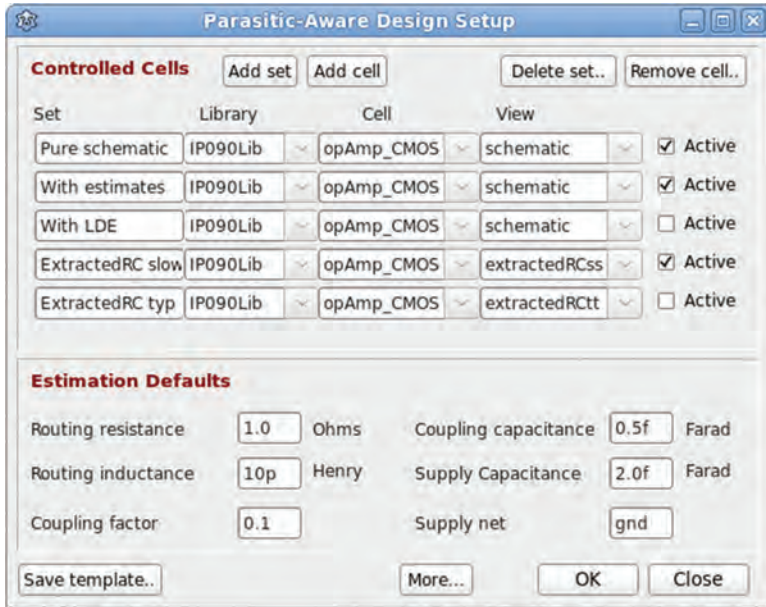 Parasitic-Aware Design Setup
Controlled Cells Add set Add cell Delete set.. Remove cell..
Set Library Cell View
Pure schematic IP090Lib opAmp_CMOS schematic Active
With estimates IP090Lib opAmp_CMOS schematic Active
With LDE IP090Lib opAmp_CMOS schematic Active
ExtractedRC slow IP090Lib opAmp_CMOS extractedRCss Active
ExtractedRC typ IP090Lib opAmp_CMOS extractedRCtt Active
Estimation Defaults
Routing resistance 1.0 Ohms Coupling capacitance 0.5f Farad
Routing inductance 10p Henry Supply Capacitance 2.0f Farad
Coupling factor 0.1 Supply net gnd
Save template.. More... OK Close